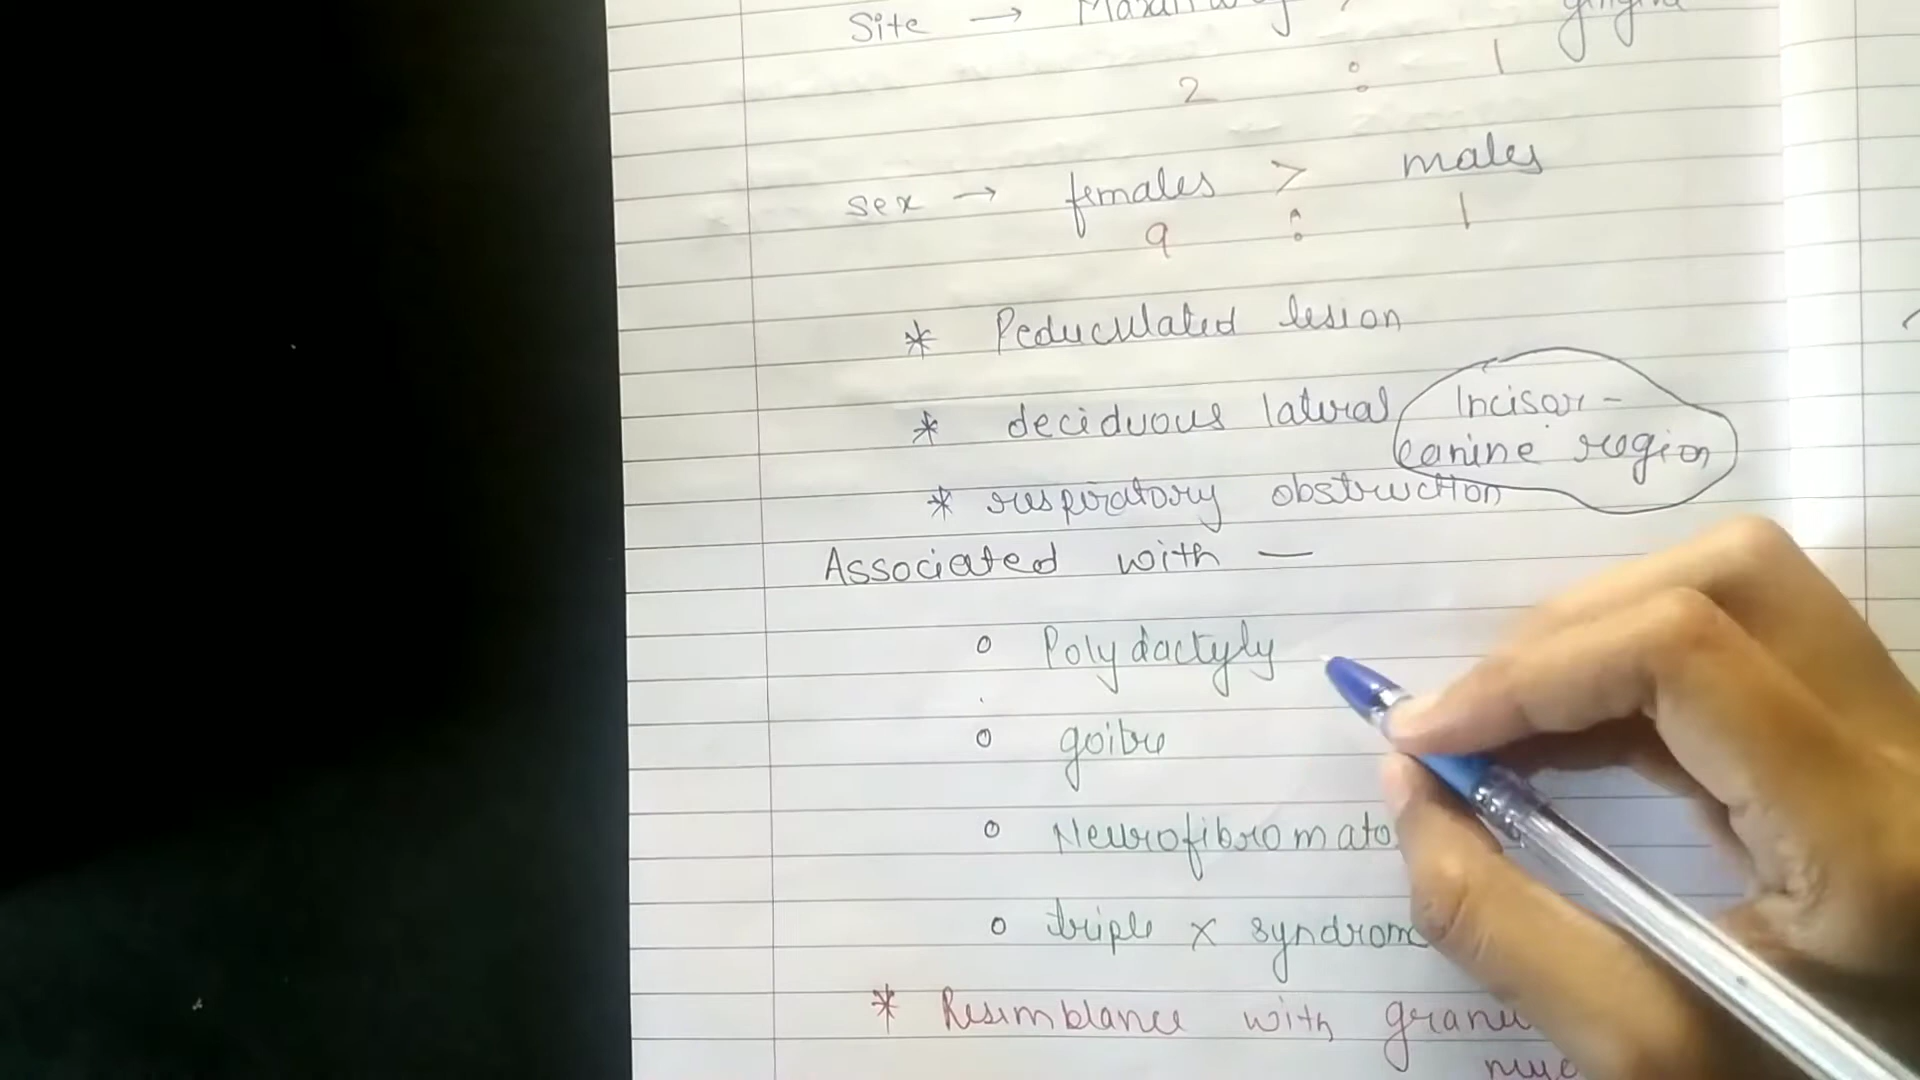 Site →
2 : 1
sex → females > males
9 : 1
* Peduculated lesion
* deciduous lateral Incisor -
canine region
* respiratory obstruction
Associated with —
o Polydactyly
o goitre
o Neurofibromato
o triple x syndrom
* Resemblance with granu